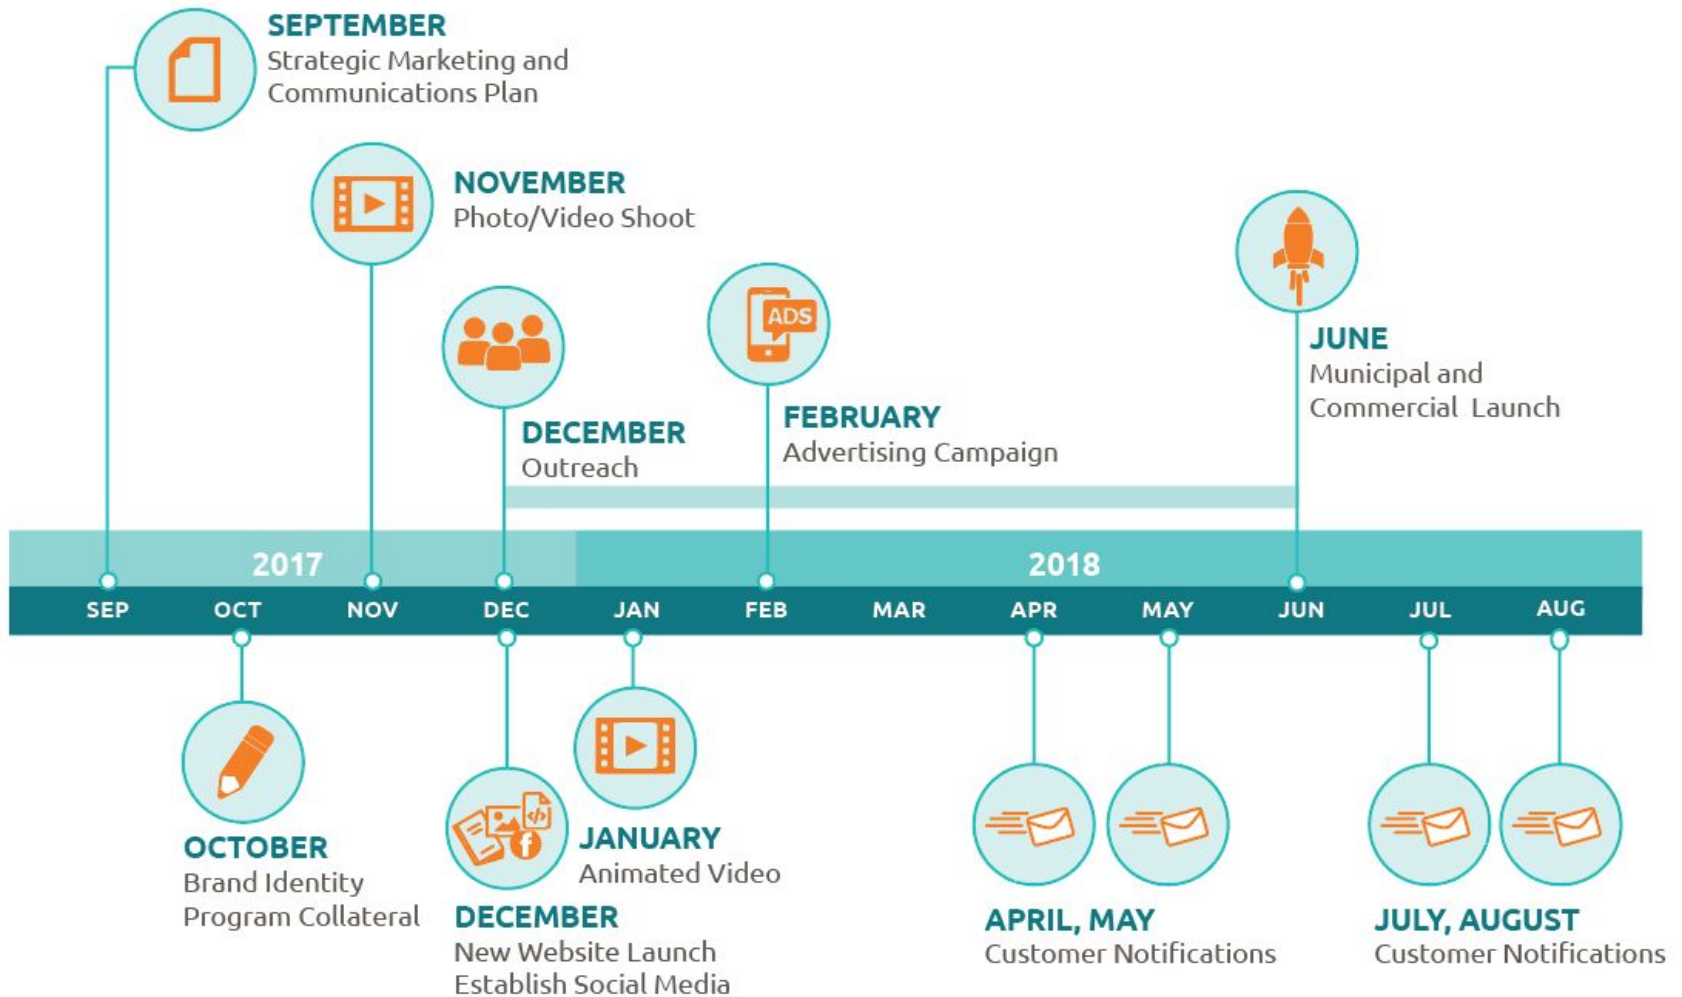 SEPTEMBER
Strategic Marketing and
Communications Plan
NOVEMBER
Photo/Video Shoot
DECEMBER
Outreach
ADS
FEBRUARY
Advertising Campaign
JUNE
Municipal and
Commercial Launch
2017
2018
SEP OCT NOV DEC JAN FEB MAR APR MAY JUN JUL AUG
OCTOBER
Brand Identity
Program Collateral
</>
f
DECEMBER
New Website Launch
Establish Social Media
JANUARY
Animated Video
APRIL, MAY
Customer Notifications
JULY, AUGUST
Customer Notifications